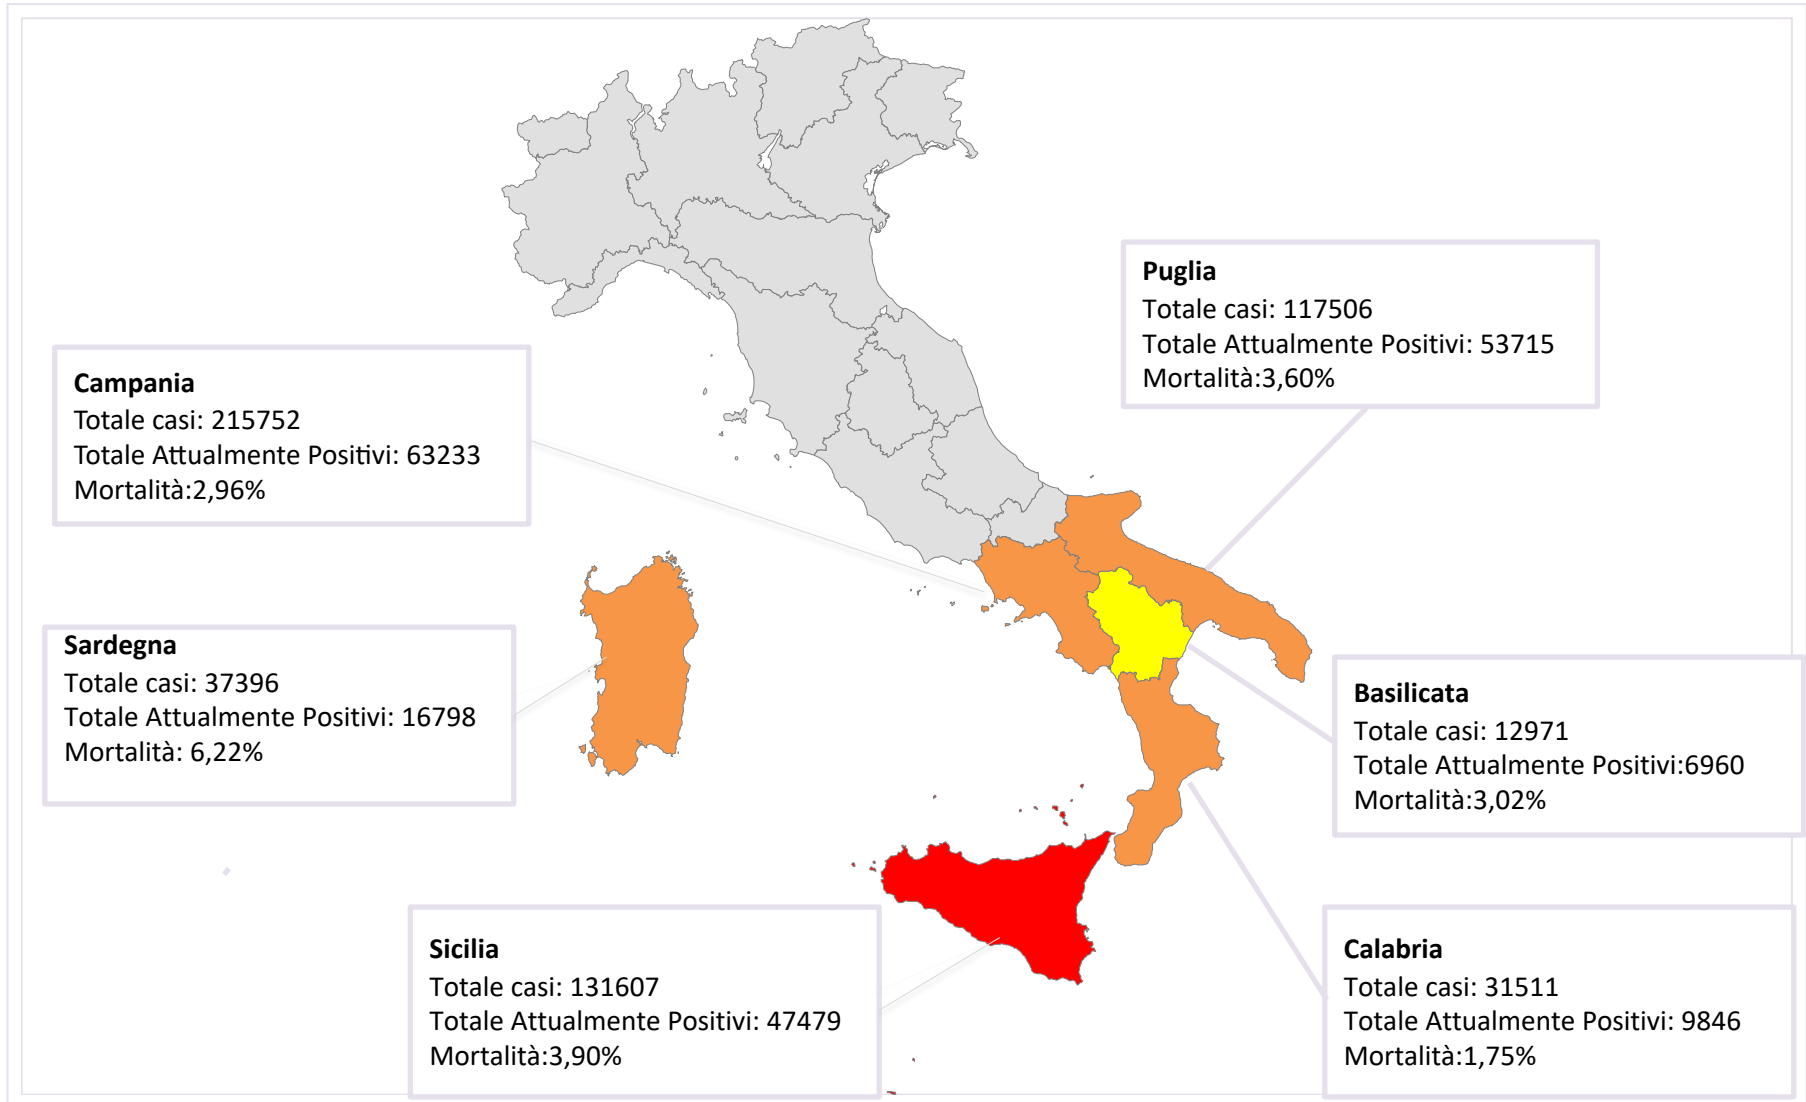 Puglia
Totale casi: 117506
Totale Attualmente Positivi: 53715
Mortalità:3,60%
Campania
Totale casi: 215752
Totale Attualmente Positivi: 63233
Mortalità:2,96%
Sardegna
Totale casi: 37396
Totale Attualmente Positivi: 16798
Mortalità: 6,22%
Basilicata
Totale casi: 12971
Totale Attualmente Positivi:6960
Mortalità:3,02%
Sicilia
Totale casi: 131607
Totale Attualmente Positivi: 47479
Mortalità:3,90%
Calabria
Totale casi: 31511
Totale Attualmente Positivi: 9846
Mortalità:1,75%